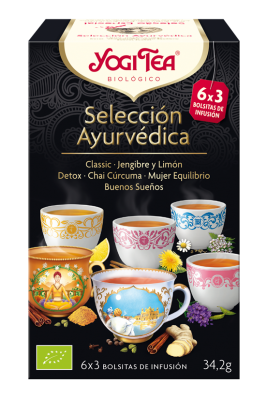 YOGI TEA
BIOLÓGICO
6x3
BOLSITAS DE
INFUSIÓN
Selección
Ayurvédica
Classic · Jengibre y Limón
Detox · Chai Cúrcuma · Mujer Equilibrio
Buenos Sueños
6x3 BOLSITAS DE INFUSIÓN
34,2g